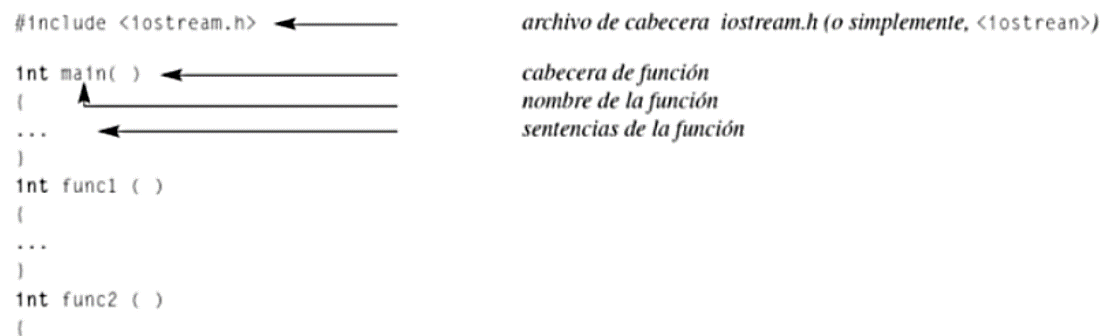 #include <iostream.h> archivo de cabecera iostream.h (o simplemente, <iostrean>)
int main( ) cabecera de función
{ nombre de la función
... sentencias de la función
}
int func1 ( )
{
...
}
int func2 ( )
{